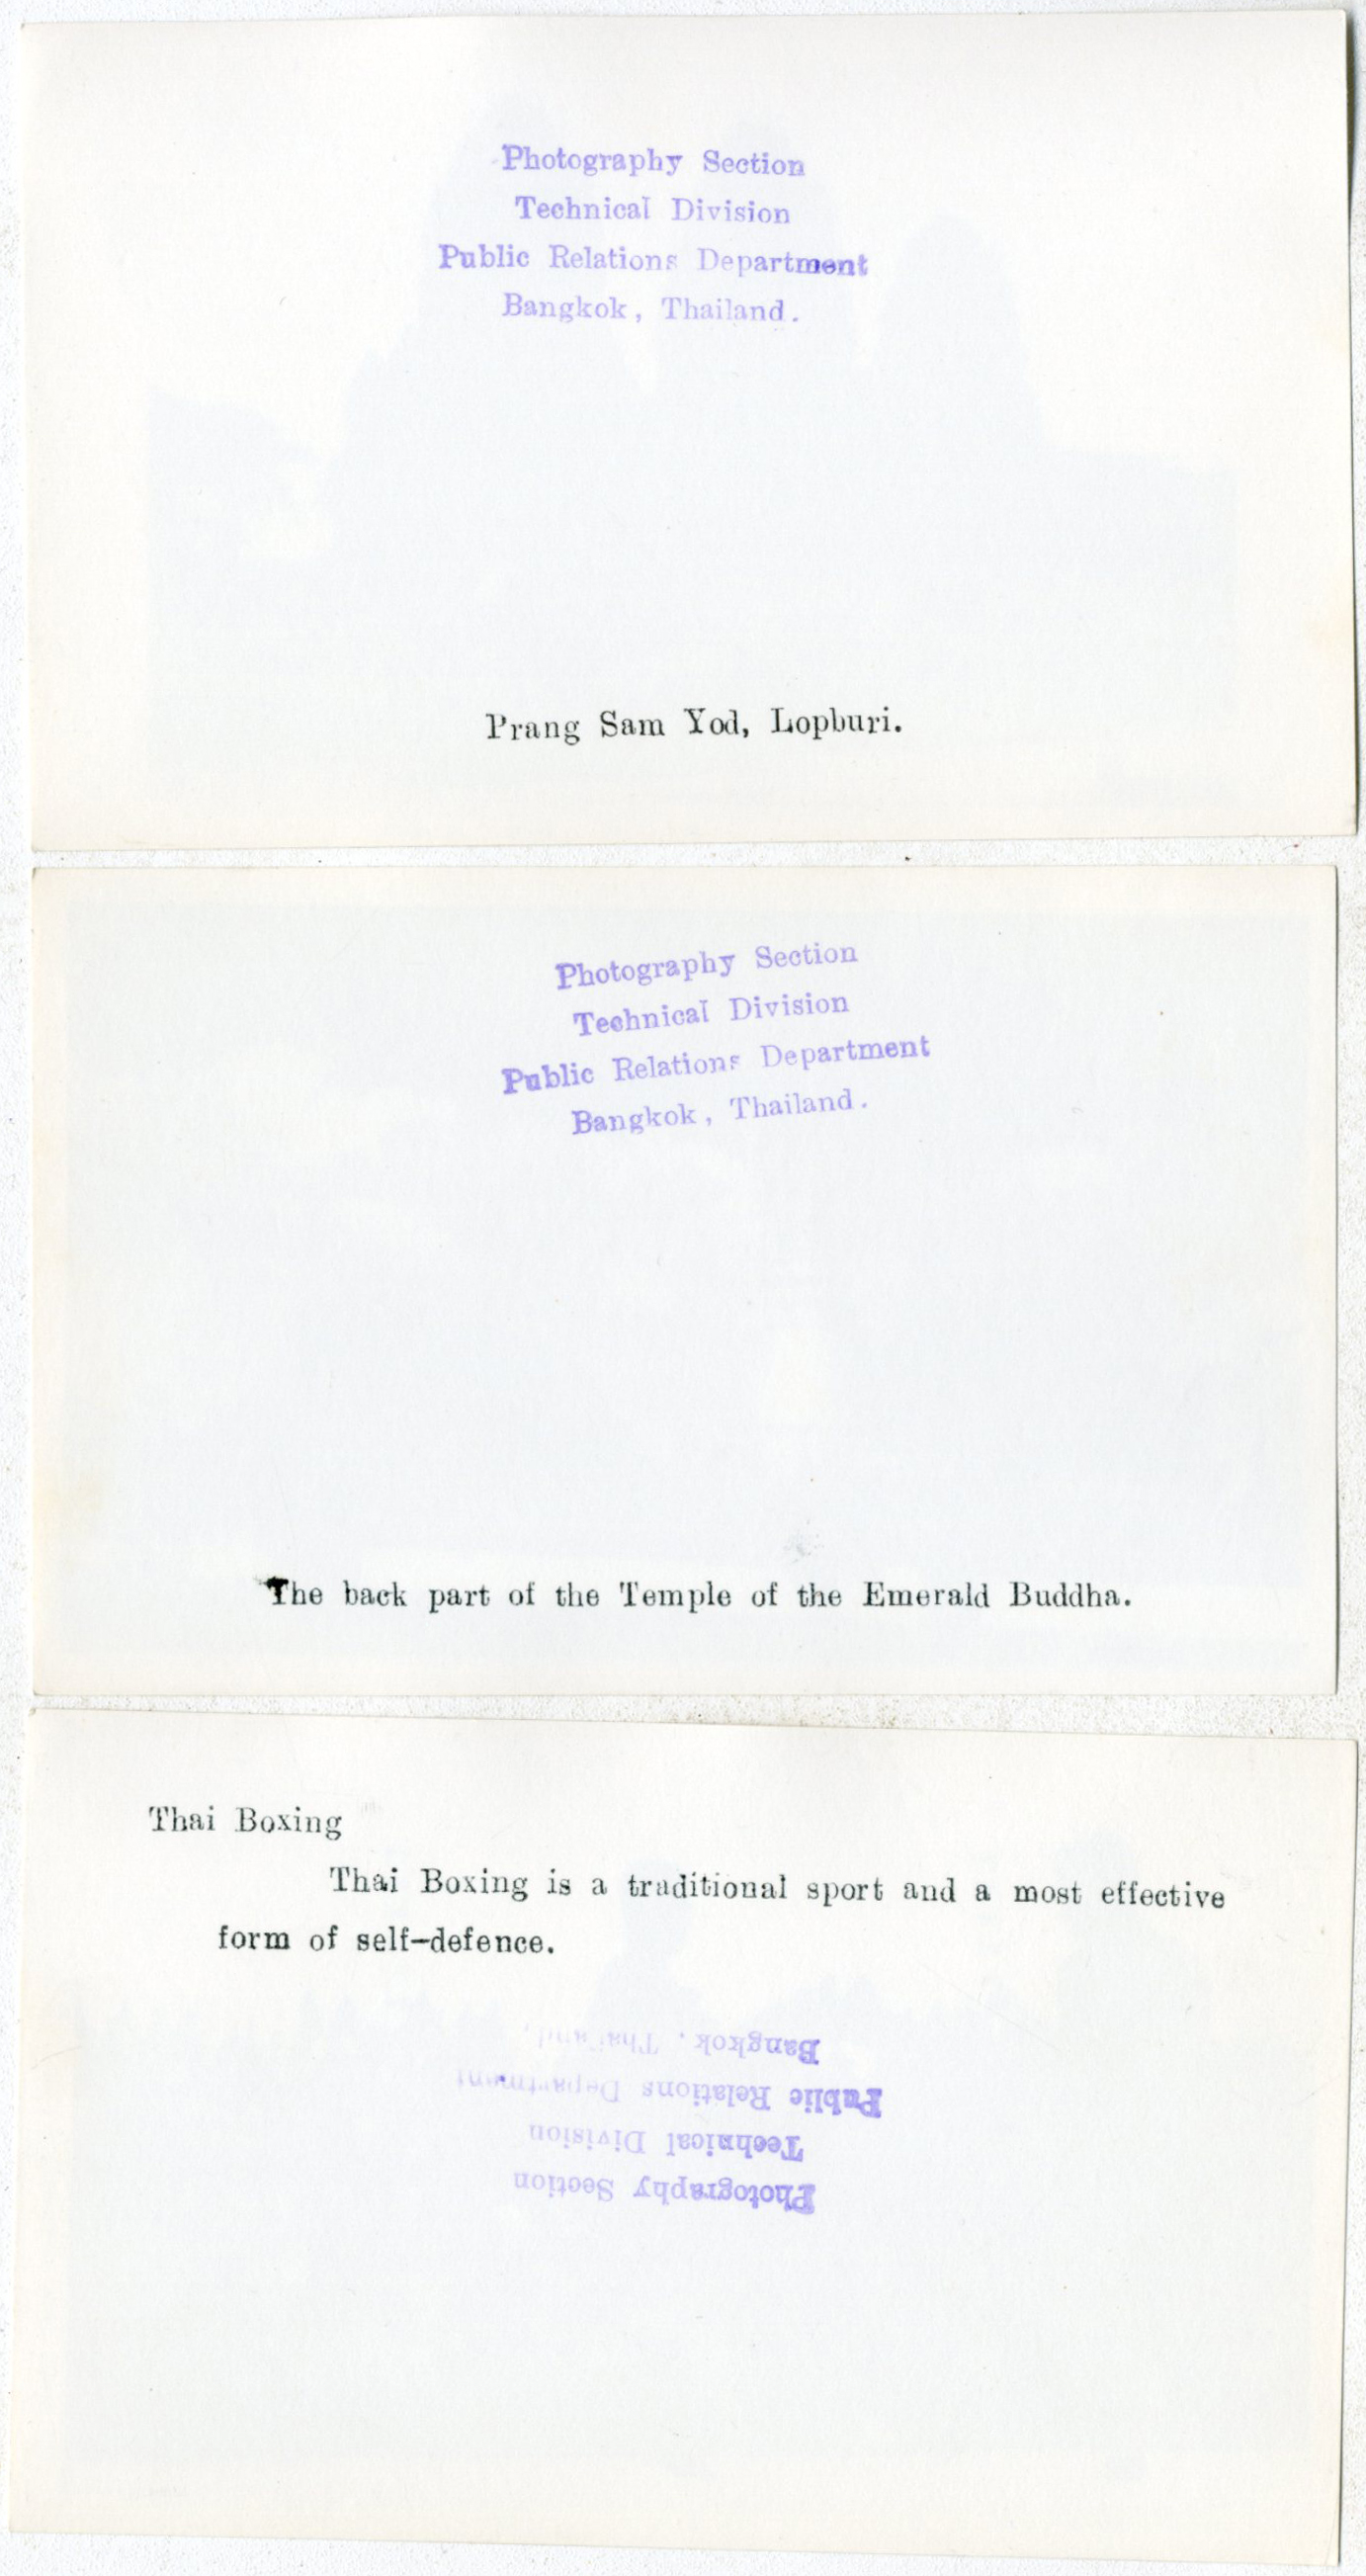 Photography Section
Technical Division
Public Relations Department
Bangkok, Thailand.
Prang Sam Yod, Lopburi.
Photography Section
Technical Division
Public Relations Department
Bangkok, Thailand.
The back part of the Temple of the Emerald Buddha.
Thai Boxing
Thai Boxing is a traditional sport and a most effective
form of self-defence.
Photography Section
Technical Division
Public Relations Department
Bangkok, Thailand.